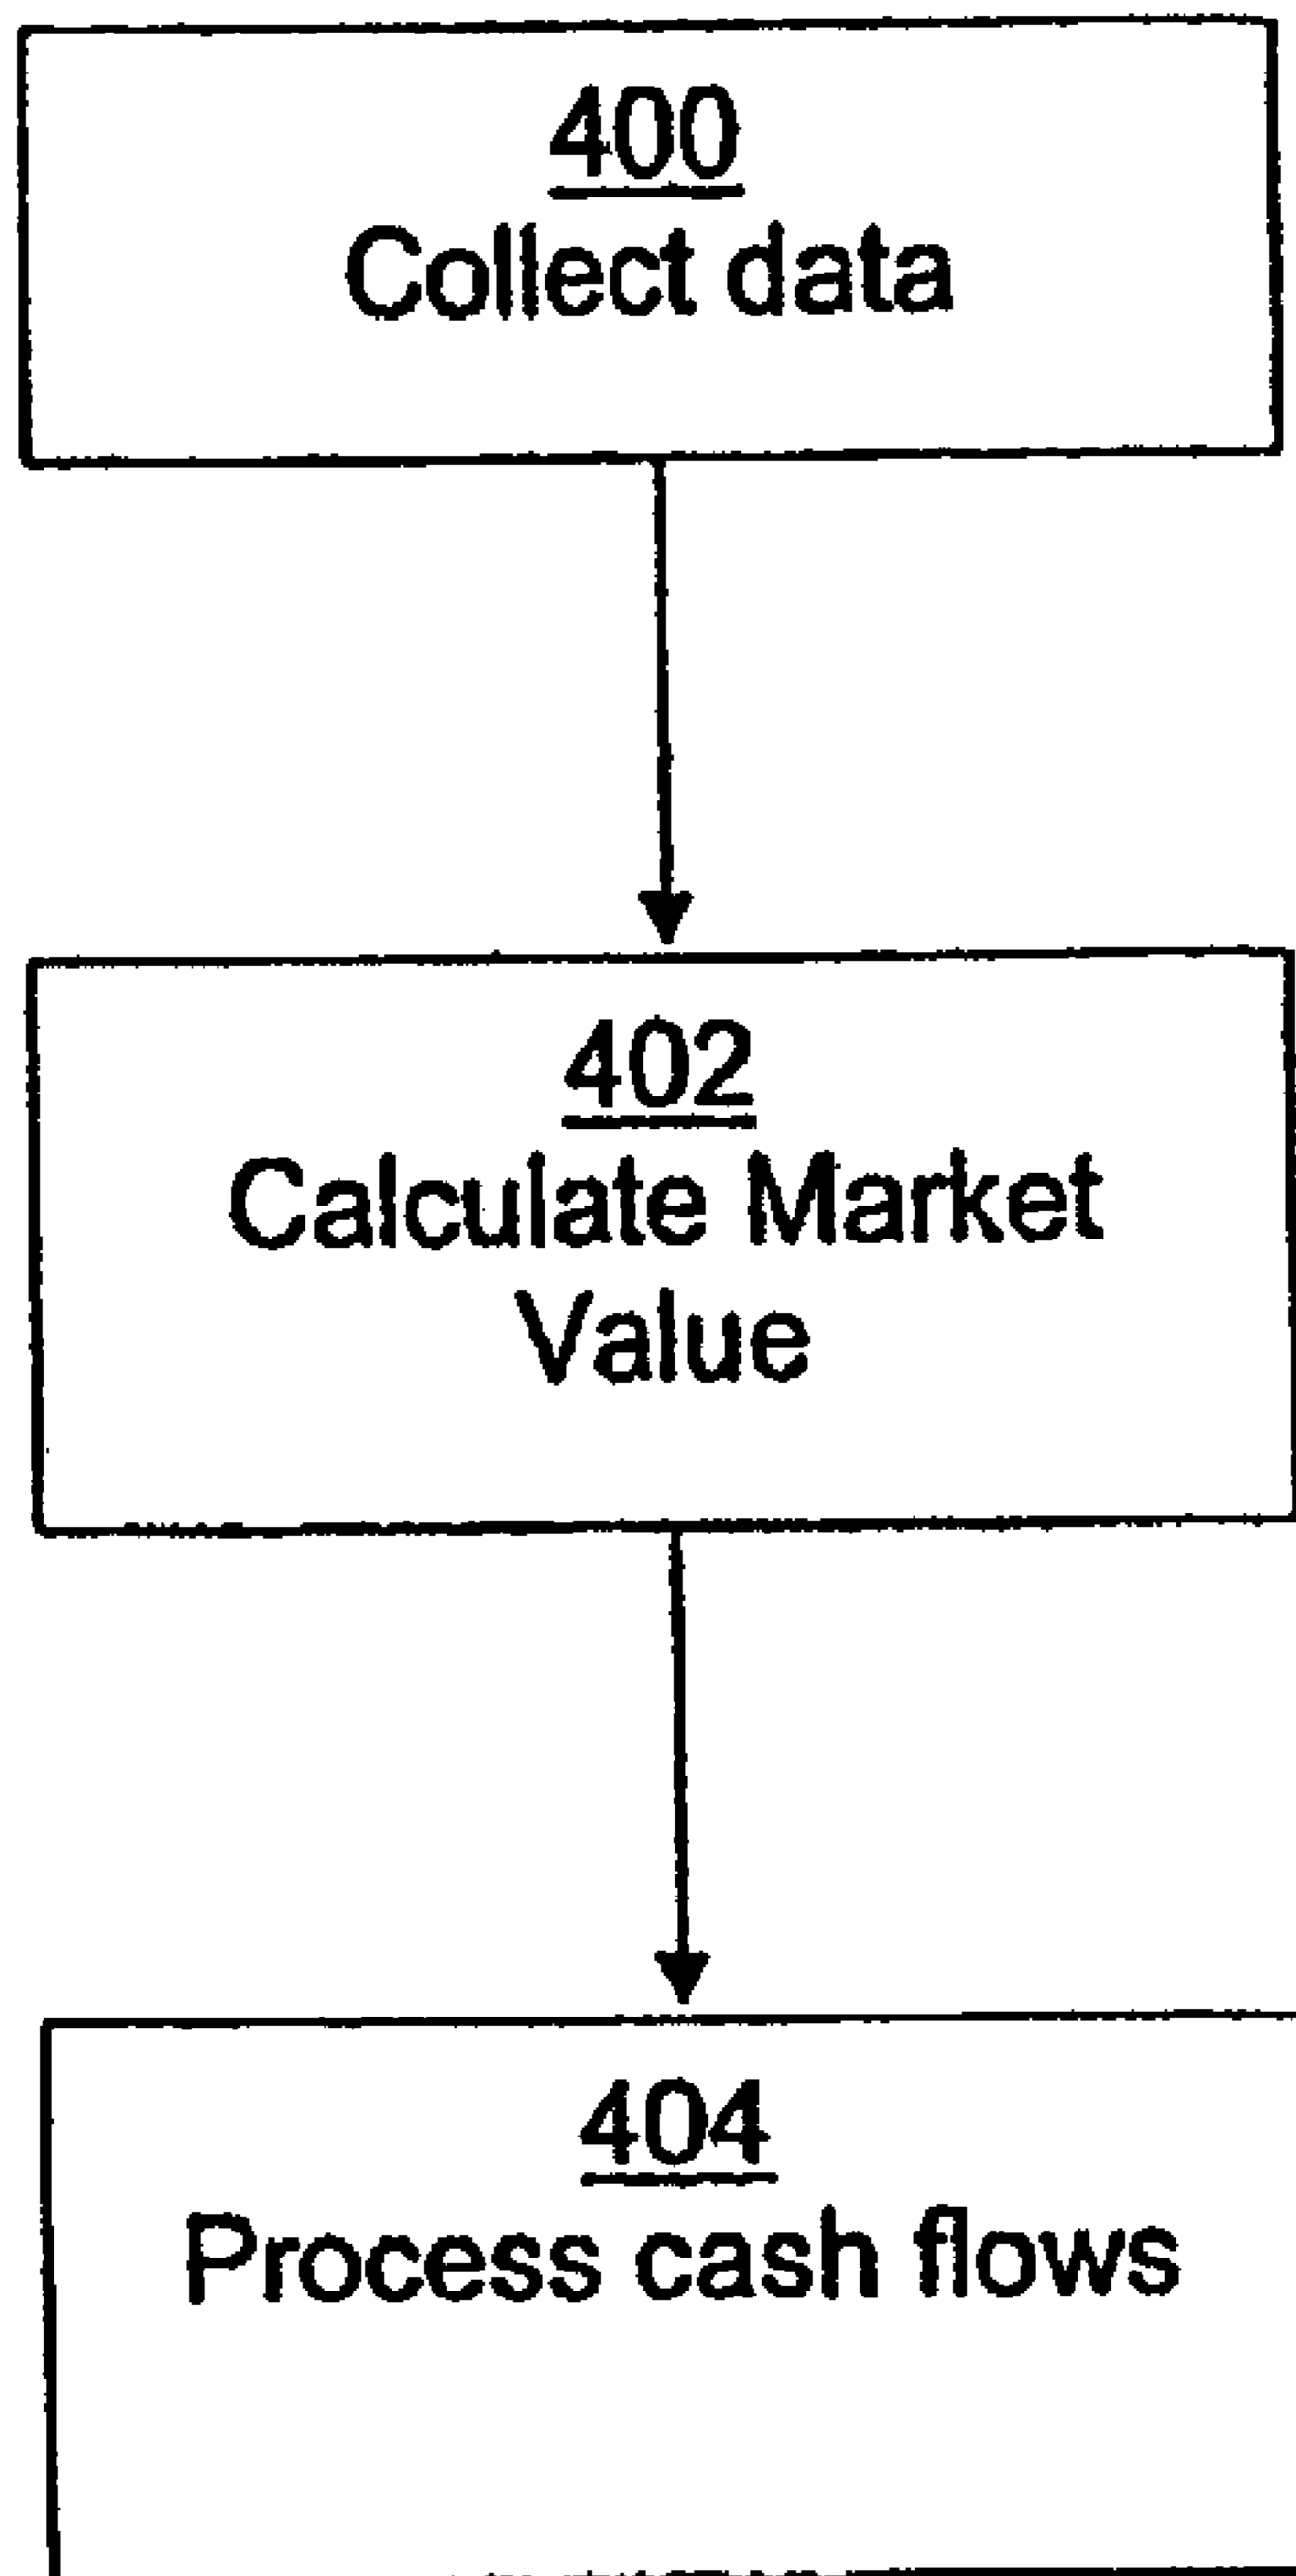 400
Collect data
402
Calculate Market
Value
404
Process cash flows